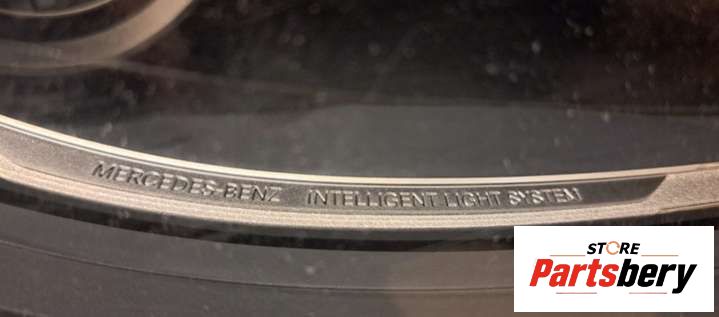 MERCEDES-BENZ INTELLIGENT LIGHT SYSTEM
STORE
Partsbery